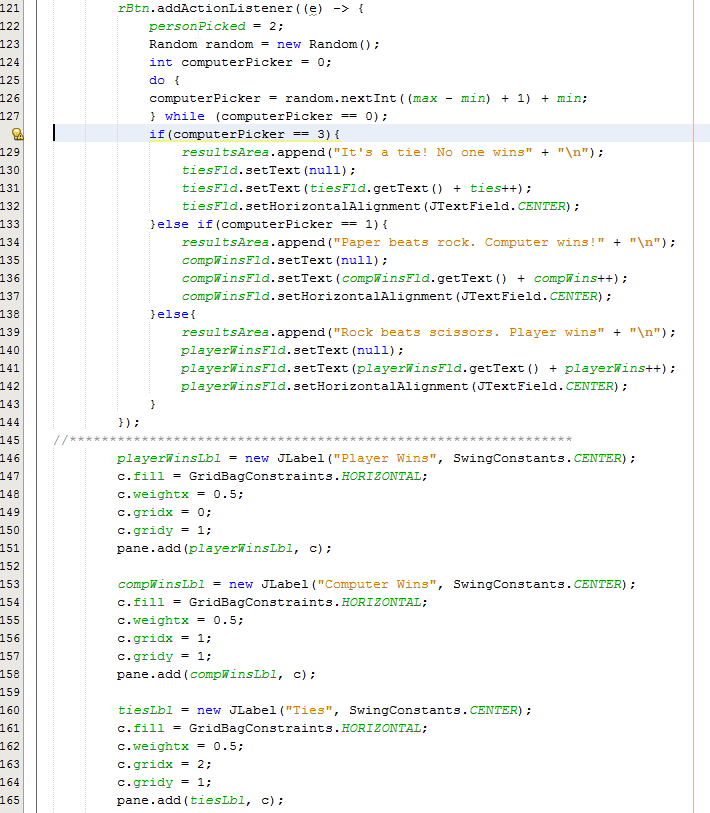 121 rBtn.addActionListener((e) -> {
122 personPicked = 2;
123 Random random = new Random();
124 int computerPicker = 0;
125 do {
126 computerPicker = random.nextInt((max - min) + 1) + min;
127 } while (computerPicker == 0);
if(computerPicker == 3){
129 resultsArea.append("It's a tie! No one wins" + "\n");
130 tiesFld.setText(null);
131 tiesFld.setText(tiesFld.getText() + ties++);
132 tiesFld.setHorizontalAlignment(JTextField.CENTER);
133 }else if(computerPicker == 1){
134 resultsArea.append("Paper beats rock. Computer wins!" + "\n");
135 compWinsFld.setText(null);
136 compWinsFld.setText(compWinsFld.getText() + compWins++);
137 compWinsFld.setHorizontalAlignment(JTextField.CENTER);
138 }else{
139 resultsArea.append("Rock beats scissors. Player wins" + "\n");
140 playerWinsFld.setText(null);
141 playerWinsFld.setText(playerWinsFld.getText() + playerWins++);
142 playerWinsFld.setHorizontalAlignment(JTextField.CENTER);
143 }
144 });
145 //***************************************************************
146 playerWinsLbl = new JLabel("Player Wins", SwingConstants.CENTER);
147 c.fill = GridBagConstraints.HORIZONTAL;
148 c.weightx = 0.5;
149 c.gridx = 0;
150 c.gridy = 1;
151 pane.add(playerWinsLbl, c);
152
153 compWinsLbl = new JLabel("Computer Wins", SwingConstants.CENTER);
154 c.fill = GridBagConstraints.HORIZONTAL;
155 c.weightx = 0.5;
156 c.gridx = 1;
157 c.gridy = 1;
158 pane.add(compWinsLbl, c);
159
160 tiesLbl = new JLabel("Ties", SwingConstants.CENTER);
161 c.fill = GridBagConstraints.HORIZONTAL;
162 c.weightx = 0.5;
163 c.gridx = 2;
164 c.gridy = 1;
165 pane.add(tiesLbl, c);